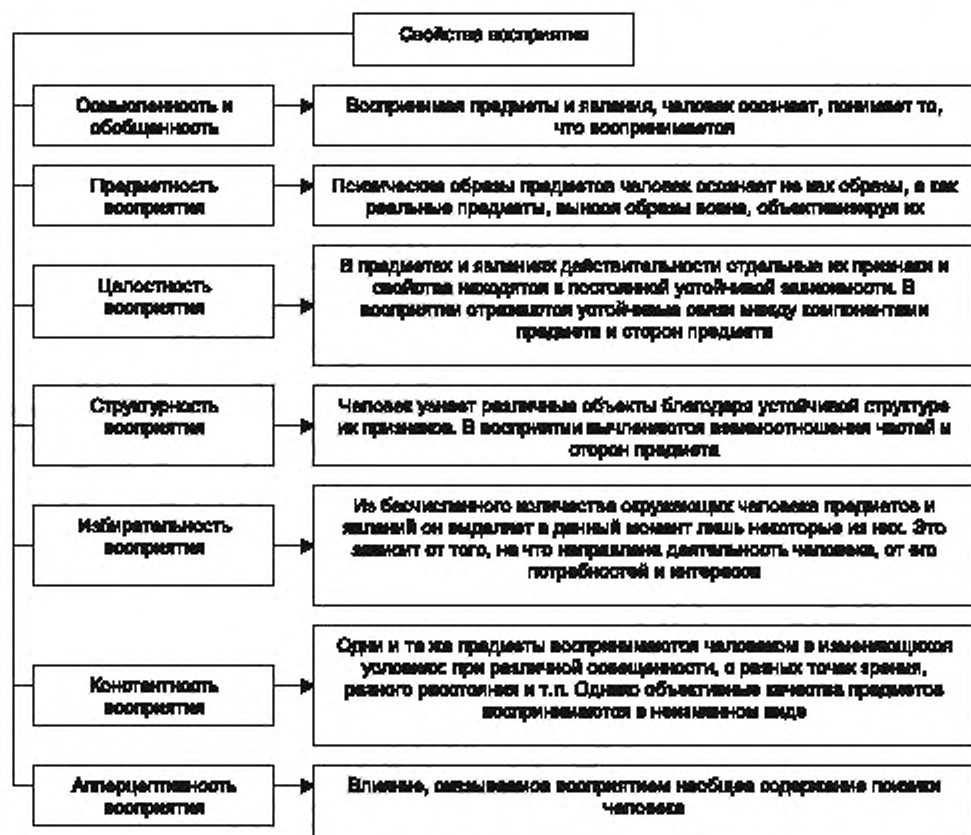 Свойства восприятия
Осмысленность и
обобщенность
Воспринимая предметы и явления, человек осознает, понимает то,
что воспринимается
Предметность
восприятия
Психические образы предметов человек осознает не как образы, а как
реальные предметы, вынося образы вовне, объективизируя их
Целостность
восприятия
В предметах и явлениях действительности отдельные их признаки и
свойства находятся в постоянной устойчивой зависимости. В
восприятии отражаются устойчивые связи между компонентами
предмета и сторон предмета
Структурность
восприятия
Человек узнает различные объекты благодаря устойчивой структуре
их признаков. В восприятии вычленяются взаимоотношения частей и
сторон предмета
Избирательность
восприятия
Из бесчисленного количества окружающих человека предметов и
явлений он выделяет в данный момент лишь некоторые из них. Это
зависит от того, на что направлена деятельность человека, от его
потребностей и интересов
Константность
восприятия
Одни и те же предметы воспринимаются человеком в изменяющихся
условиях: при различной освещенности, с разных точек зрения,
разного расстояния и т.п. Однако объективные качества предметов
воспринимаются в неизменном виде
Апперцептивность
восприятия
Влияние, оказываемое восприятием наобщее содержание психики
человека